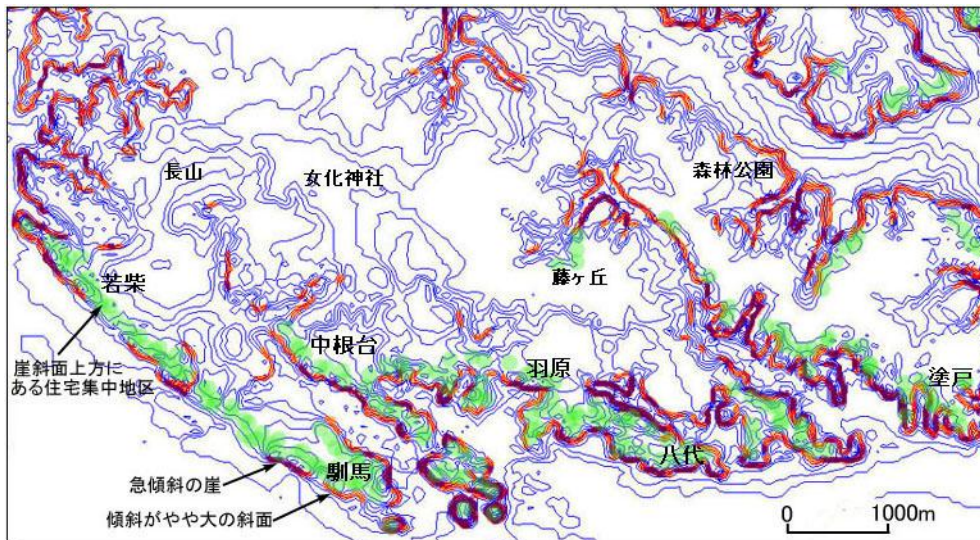 長山
女化神社
森林公園
若柴
藤ヶ丘
崖斜面上方に
ある住宅集中地区
中根台
羽原
塗戸
馴馬
八代
急傾斜の崖
傾斜がやや大の斜面
0 1000m